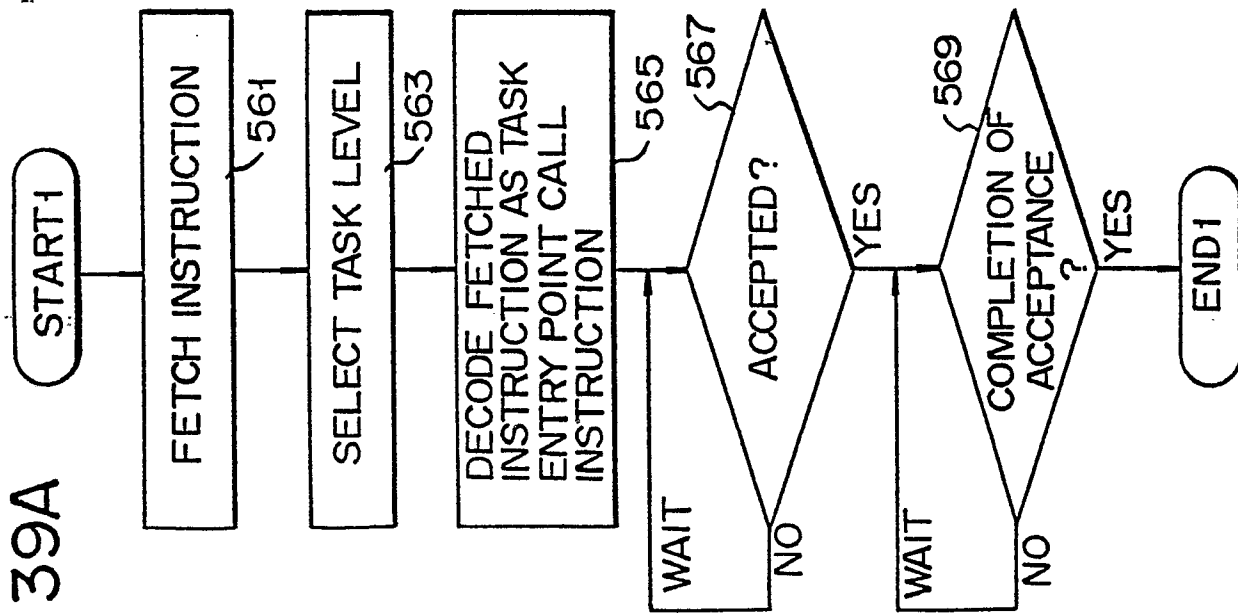 39A
START1
FETCH INSTRUCTION
561
SELECT TASK LEVEL
563
DECODE FETCHED
INSTRUCTION AS TASK
ENTRY POINT CALL
INSTRUCTION
565
WAIT
ACCEPTED?
567
NO
YES
WAIT
COMPLETION OF
ACCEPTANCE
?
569
NO
YES
END1